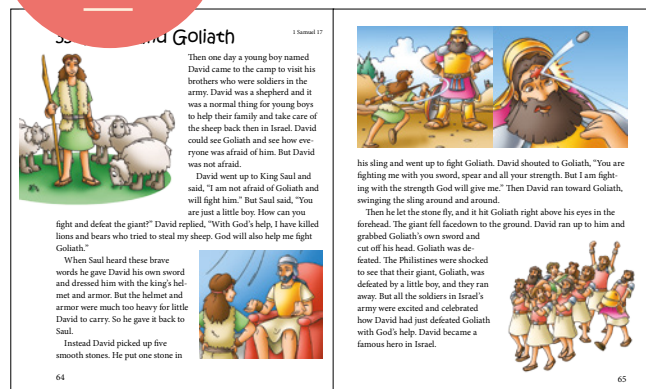 and Goliath
I Samuel 17
Then one day a young boy named
David came to the camp to visit his
brothers who were soldiers in the
army. David was a shepherd and it
was a normal thing for young boys
to help their family and take care of
the sheep back then in Israel. David
could see Goliath and see how eve-
ryone was afraid of him. But David
was not afraid.
David went up to King Saul and
said, “I am not afraid of Goliath and
will fight him.” But Saul said, “You
are just a little boy. How can you
fight and defeat the giant?” David replied, “With God’s help, I have killed
lions and bears who tried to steal my sheep. God will also help me fight
Goliath.”
When Saul heard these brave
words he gave David his own sword
and dressed him with the king’s hel-
met and armor. But the helmet and
armor were much too heavy for little
David to carry. So he gave it back to
Saul.
Instead David picked up five
smooth stones. He put one stone in
64
his sling and went up to fight Goliath. David shouted to Goliath, “You are
fighting me with you sword, spear and all your strength. But I am fight-
ing with the strength God will give me.” Then David ran toward Goliath,
swinging the sling around and around.
Then he let the stone fly, and it hit Goliath right above his eyes in the
forehead. The giant fell facedown to the ground. David ran up to him and
grabbed Goliath’s own sword and
cut off his head. Goliath was de-
feated. The Philistines were shocked
to see that their giant, Goliath, was
defeated by a little boy, and they ran
away. But all the soldiers in Israel’s
army were excited and celebrated
how David had just defeated Goliath
with God’s help. David became a
famous hero in Israel.
65